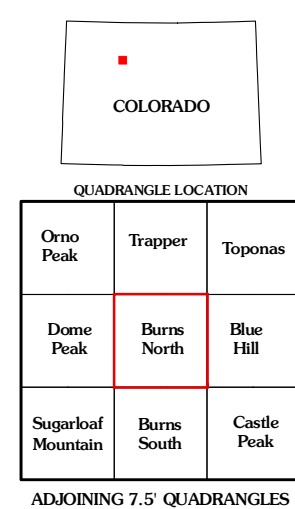 COLORADO
QUADRANGLE LOCATION
Orno
Peak
Trapper
Toponas
Dome
Peak
Burns
North
Blue
Hill
Sugarloaf
Mountain
Burns
South
Castle
Peak
ADJOINING 7.5' QUADRANGLES